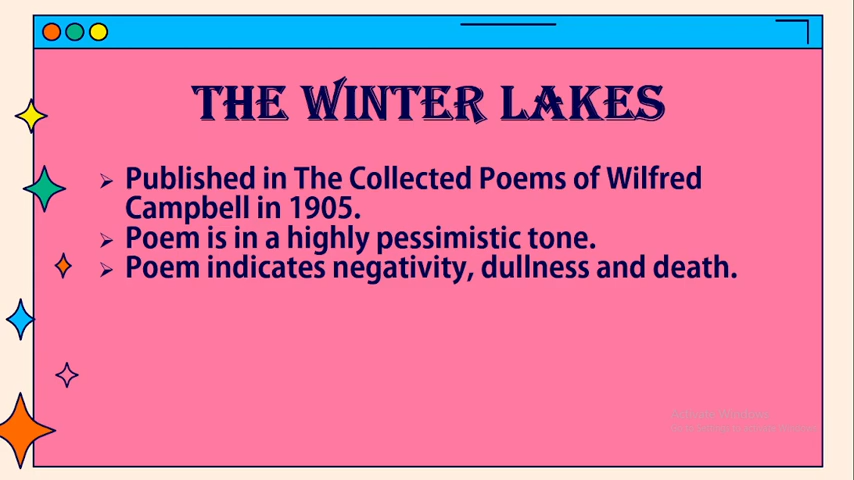 THE WINTER LAKES
➢ Published in The Collected Poems of Wilfred
Campbell in 1905.
➢ Poem is in a highly pessimistic tone.
➢ Poem indicates negativity, dullness and death.
Activate Windows